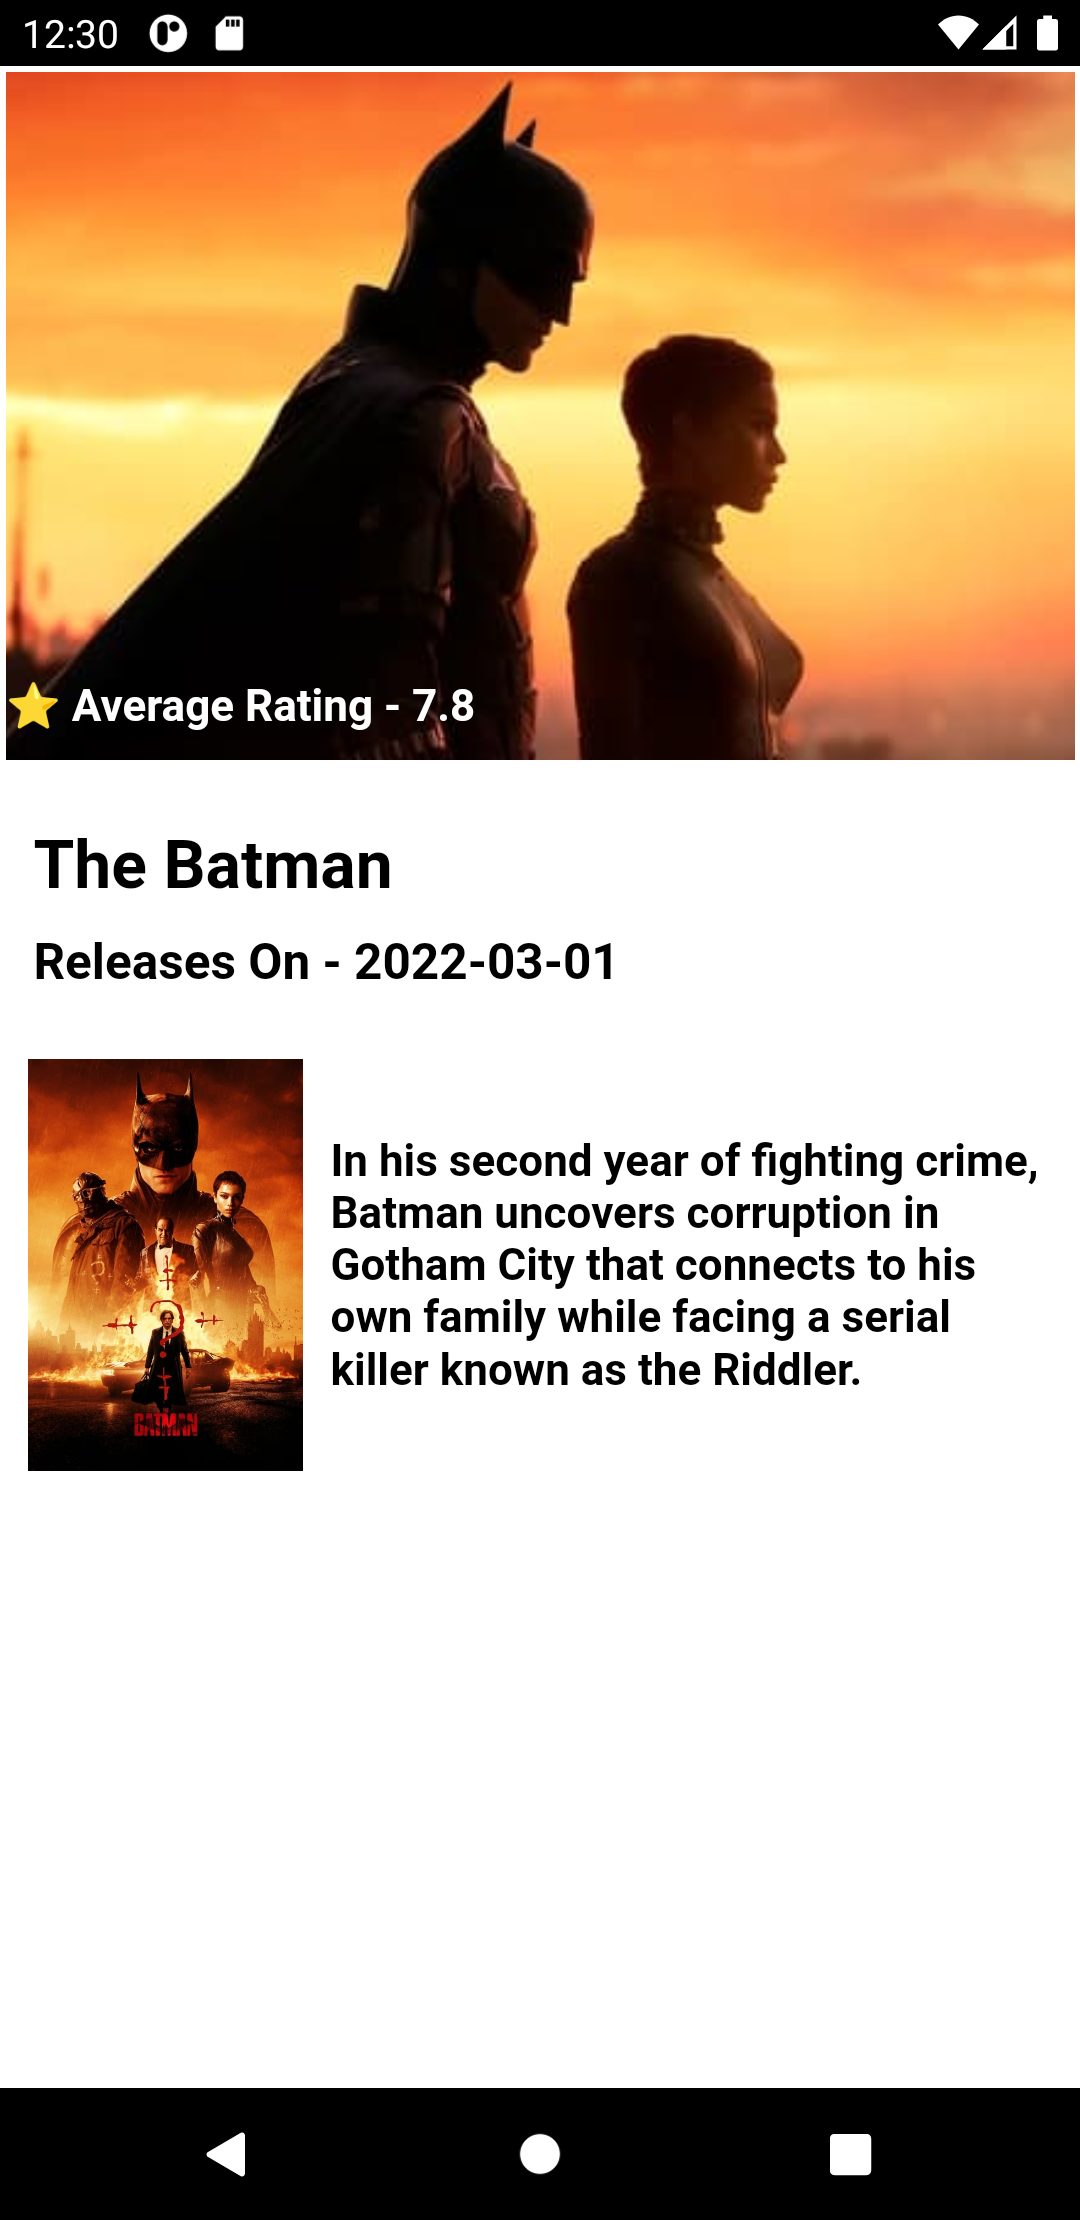 12:30
⭐ Average Rating - 7.8
The Batman
Releases On - 2022-03-01
In his second year of fighting crime,
Batman uncovers corruption in
Gotham City that connects to his
own family while facing a serial
killer known as the Riddler.
BATMAN